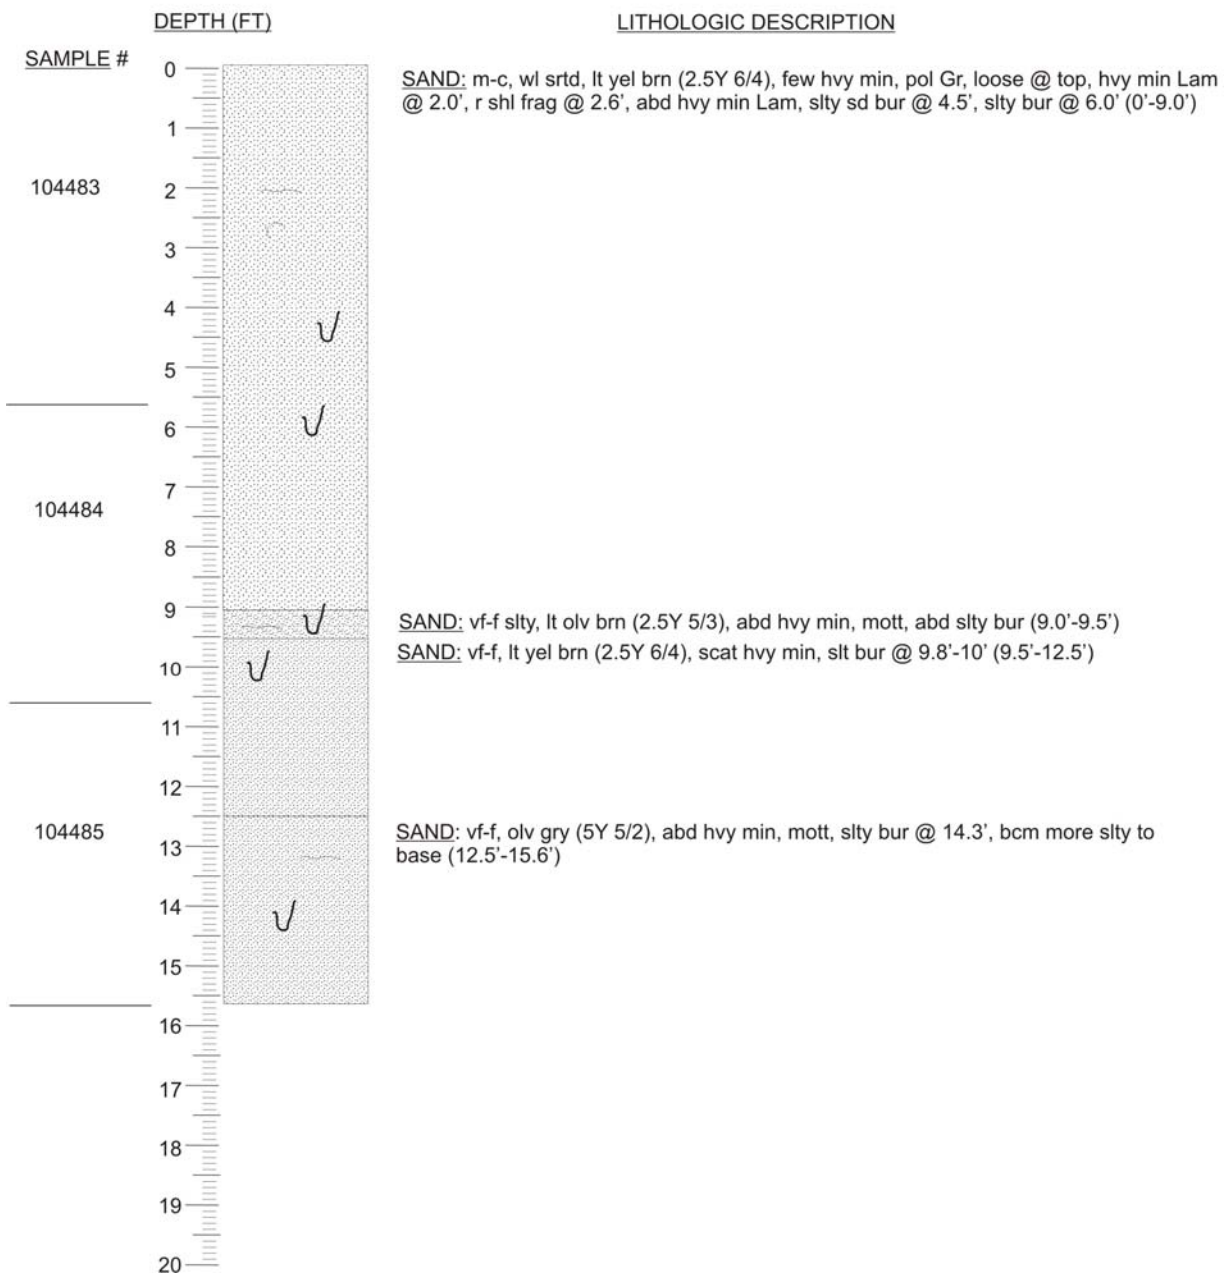 DEPTH (FT)
LITHOLOGIC DESCRIPTION
SAMPLE #
0
SAND: m-c, wl srtd, lt yel brn (2.5Y 6/4), few hvy min, pol Gr, loose @ top, hvy min Lam
@ 2.0', r shl frag @ 2.6', abd hvy min Lam, slty sd bur @ 4.5', slty bur @ 6.0' (0'-9.0')
1
104483
2
3
4
5
6
7
104484
8
9
SAND: vf-f slty, lt olv brn (2.5Y 5/3), abd hvy min, mott, abd slty bur (9.0'-9.5')
SAND: vf-f, lt yel brn (2.5Y 6/4), scat hvy min, slt bur @ 9.8'-10' (9.5'-12.5')
10
11
12
104485
SAND: vf-f, olv gry (5Y 5/2), abd hvy min, mott, slty bur @ 14.3', bcm more slty to
13
base (12.5'-15.6')
14
15
16
17
18
19
20